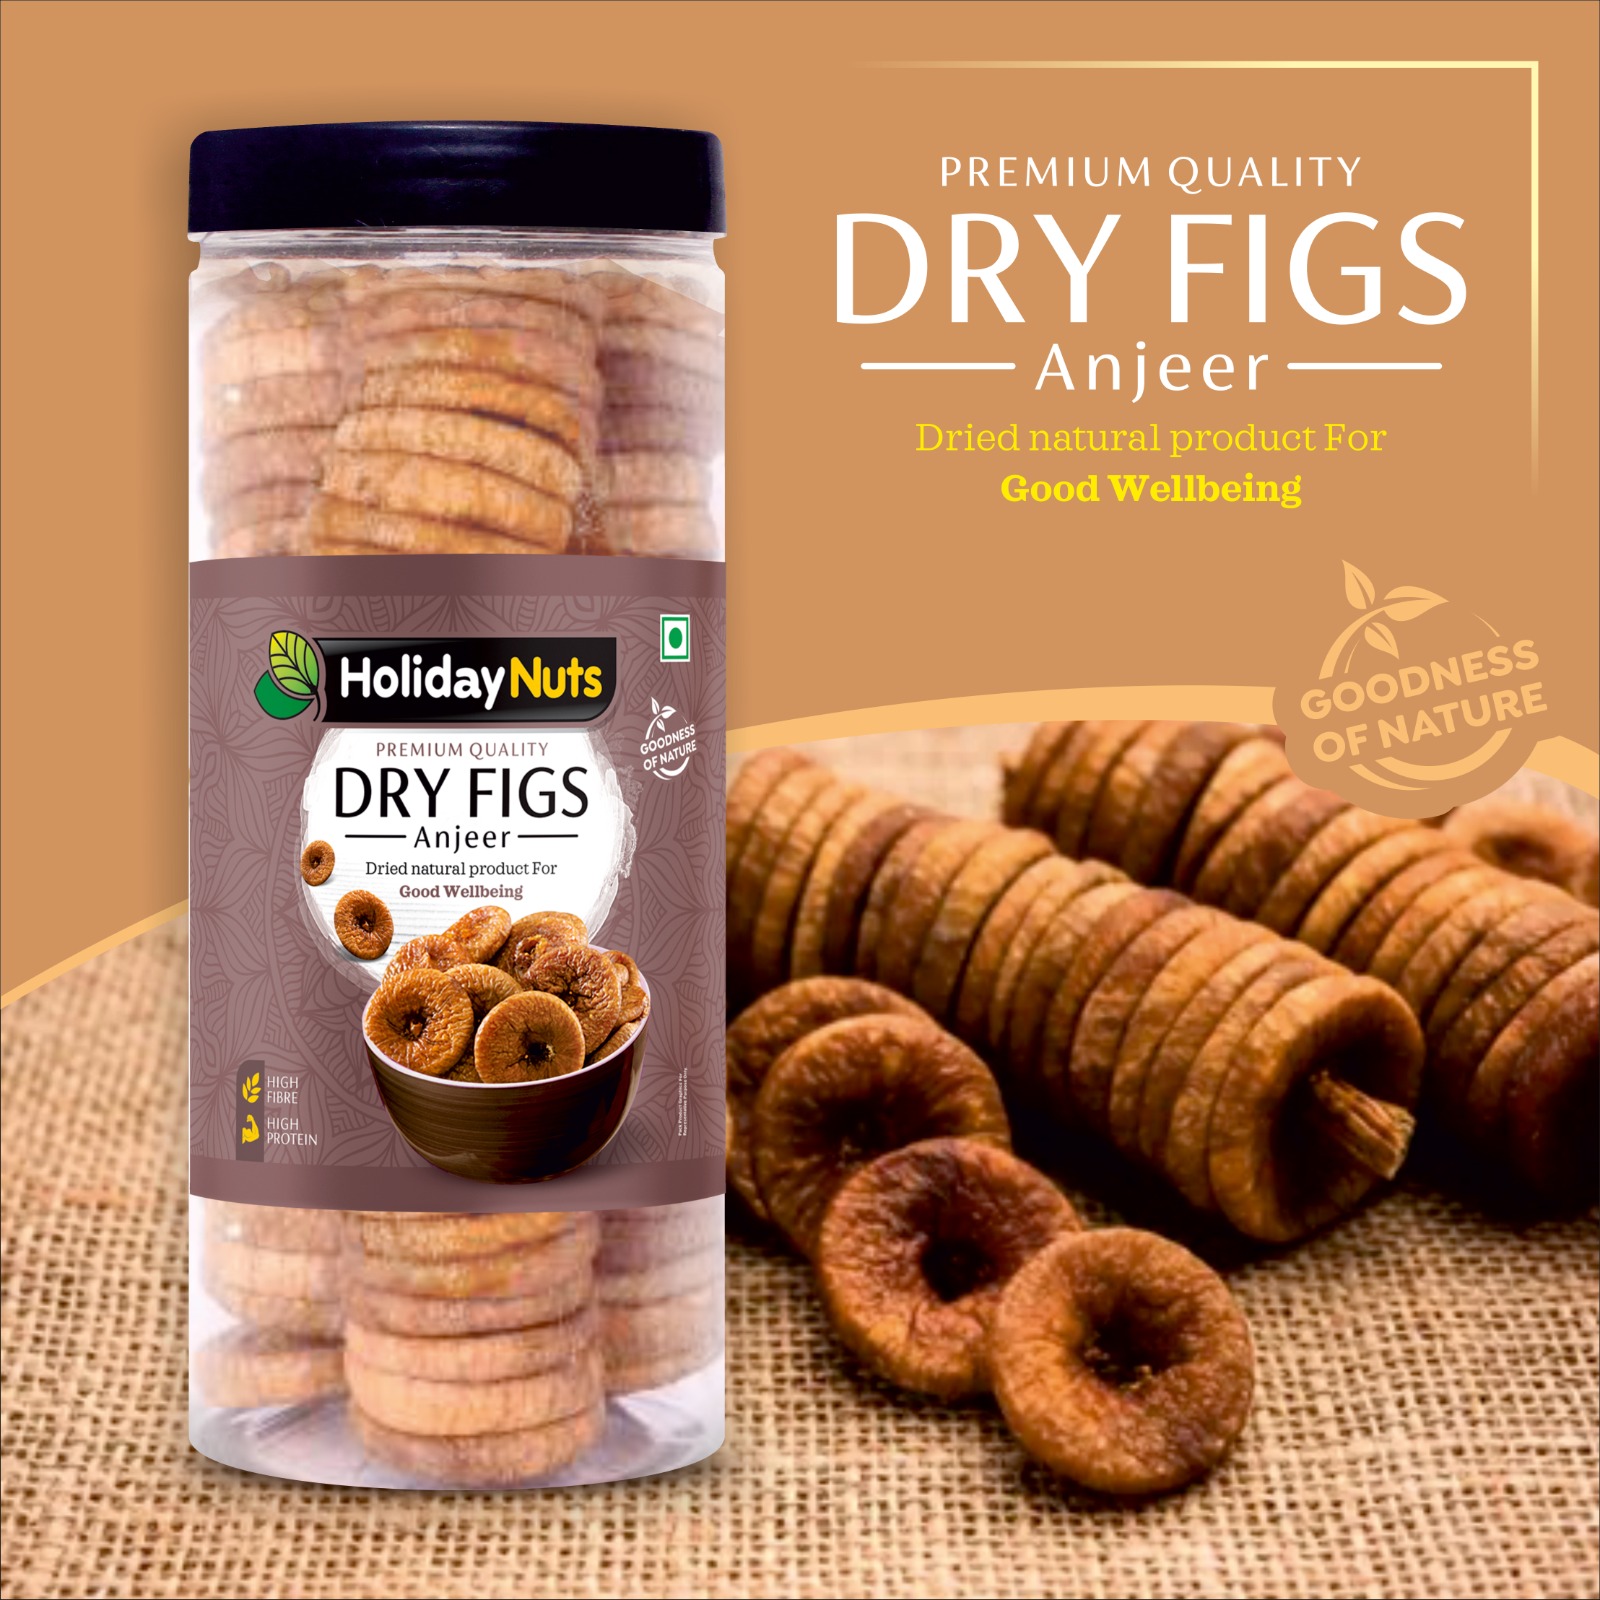 PREMIUM QUALITY
DRY FIGS
Anjeer
Dried natural product For
Good Wellbeing
GOODNESS
OF NATURE
HolidayNuts
GOODNESS
OF NATURE
PREMIUM QUALITY
DRY FIGS
Anjeer
Dried natural product For
Good Wellbeing
HIGH
FIBRE
HIGH
PROTEIN